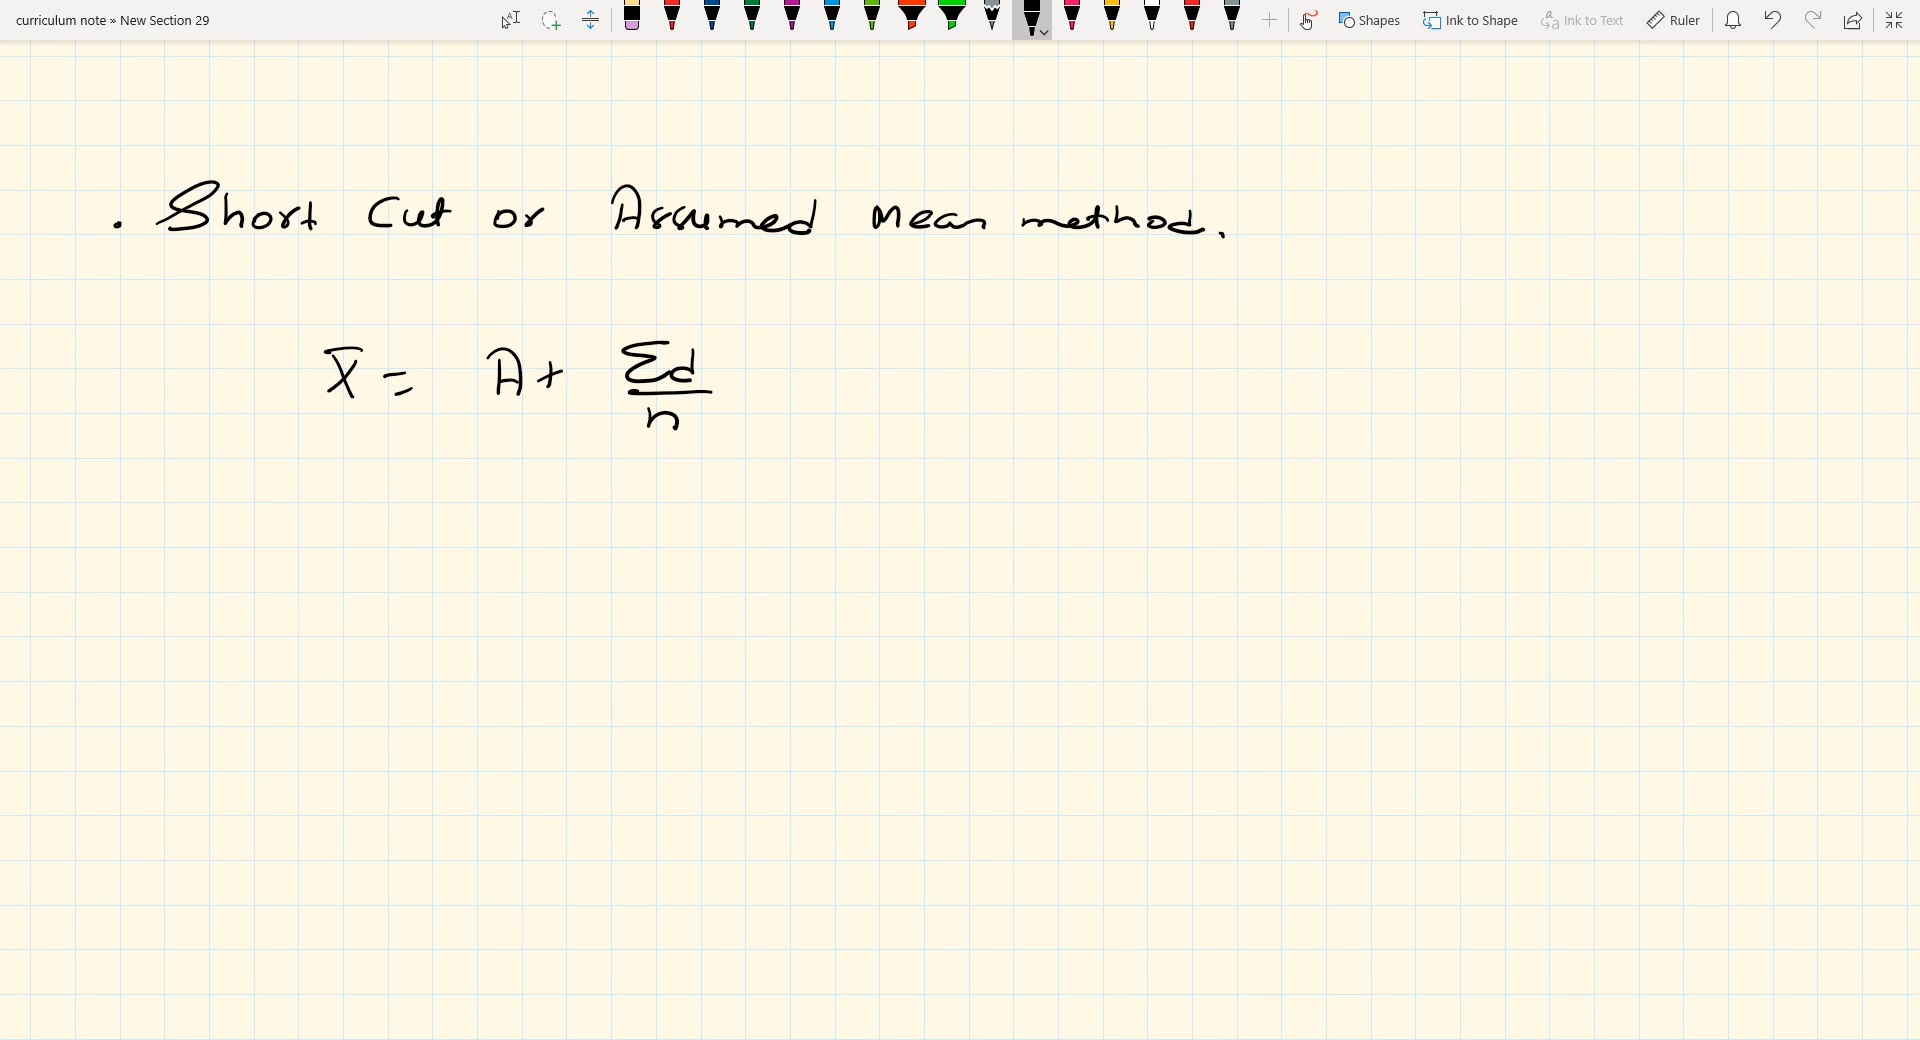 curriculum note » New Section 29
Shapes Ink to Shape Ink to Text Ruler
. Short Cut or Assumed Mean method.
X̅ = A + Σd/n